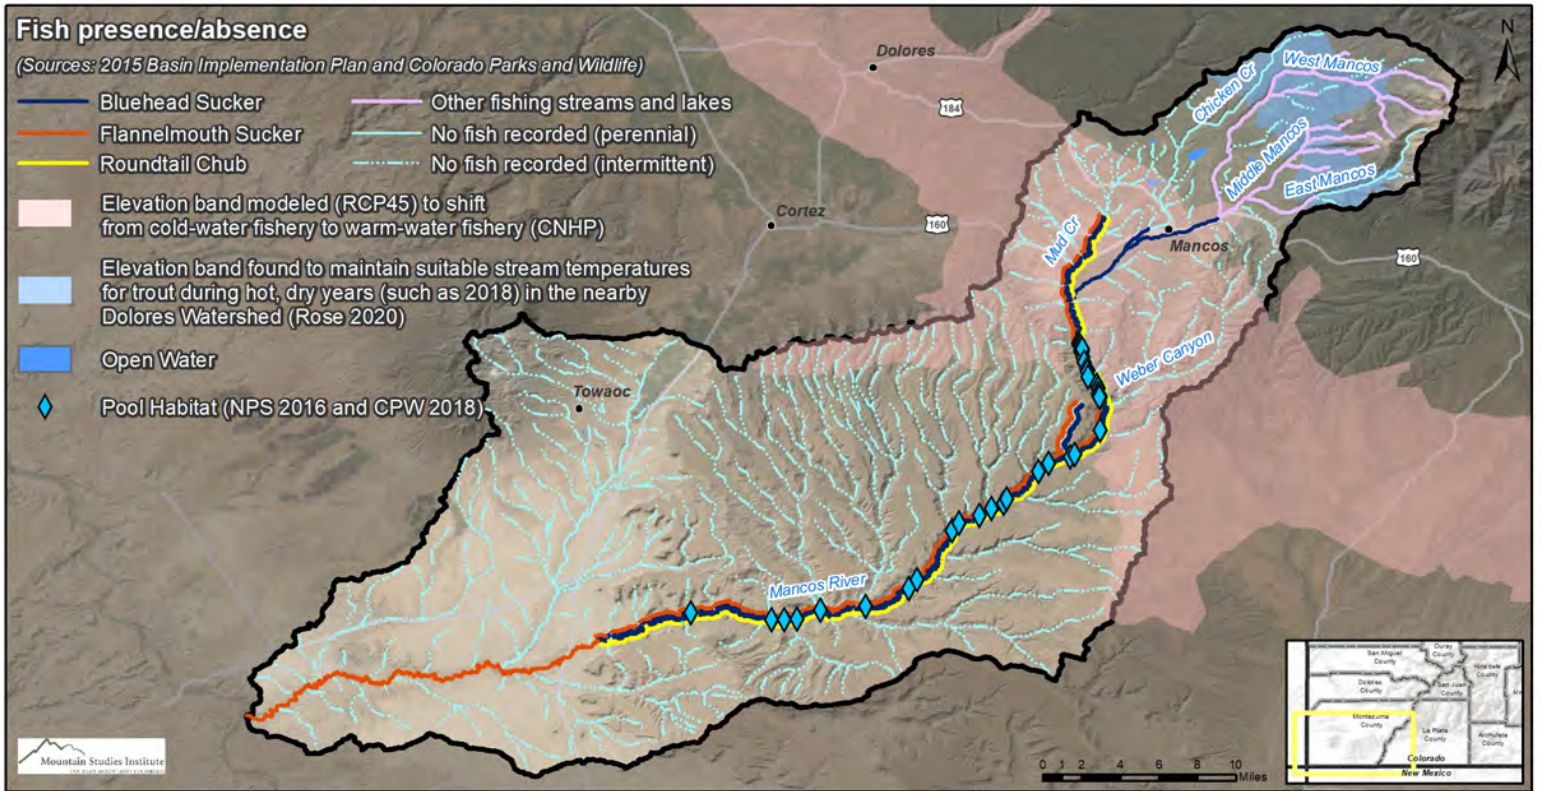 Fish presence/absence
(Sources: 2015 Basin Implementation Plan and Colorado Parks and Wildlife)
Bluehead Sucker
Flannelmouth Sucker
Roundtail Chub
Other fishing streams and lakes
No fish recorded (perennial)
No fish recorded (intermittent)
Elevation band modeled (RCP45) to shift
from cold-water fishery to warm-water fishery (CNHP)
Elevation band found to maintain suitable stream temperatures
for trout during hot, dry years (such as 2018) in the nearby
Dolores Watershed (Rose 2020)
Open Water
Pool Habitat (NPS 2016 and CPW 2018)
Dolores
184
Cortez
160
Mancos
160
Towaoc
N
West Mancos
Chicken Cr
Middle Mancos
East Mancos
Mud Cr
Weber Canyon
Mancos River
Mountain Studies Institute
0 1 2 4 6 8 10
Miles
San Miguel
County
Ouray
County
Hinsdale
County
Dolores
County
San Juan
County
Montezuma
County
La Plata
County
Archuleta
County
Colorado
New Mexico